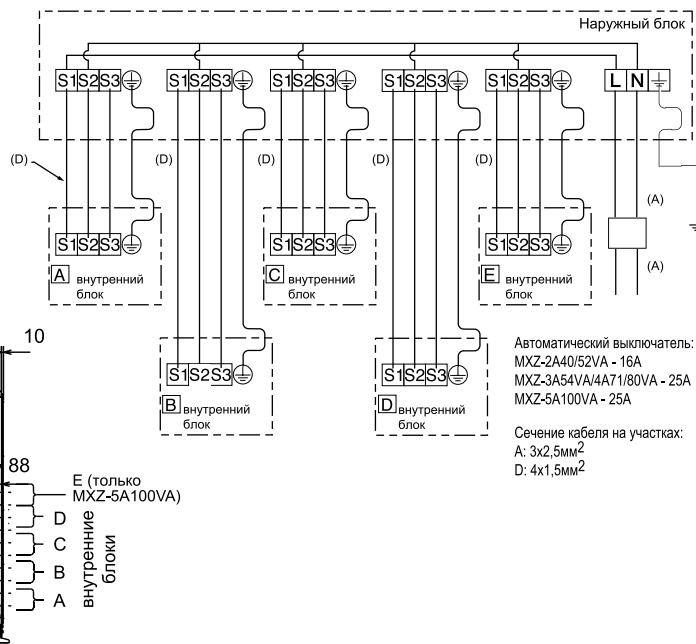 Наружный блок
S1 S2 S3 S1 S2 S3 S1 S2 S3 S1 S2 S3 S1 S2 S3 L N
(D) (D) (D) (D) (D)
(A)
(A)
S1 S2 S3 S1 S2 S3 S1 S2 S3
A внутренний
блок
C внутренний
блок
E внутренний
блок
S1 S2 S3 S1 S2 S3
B внутренний
блок
D внутренний
блок
Автоматический выключатель:
MXZ-2A40/52VA - 16A
MXZ-3A54VA/4A71/80VA - 25A
MXZ-5A100VA - 25A
Сечение кабеля на участках:
A: 3x2,5мм2
D: 4x1,5мм2
10
88
E (только
MXZ-5A100VA)
D
C
B
A
внутренние
блоки